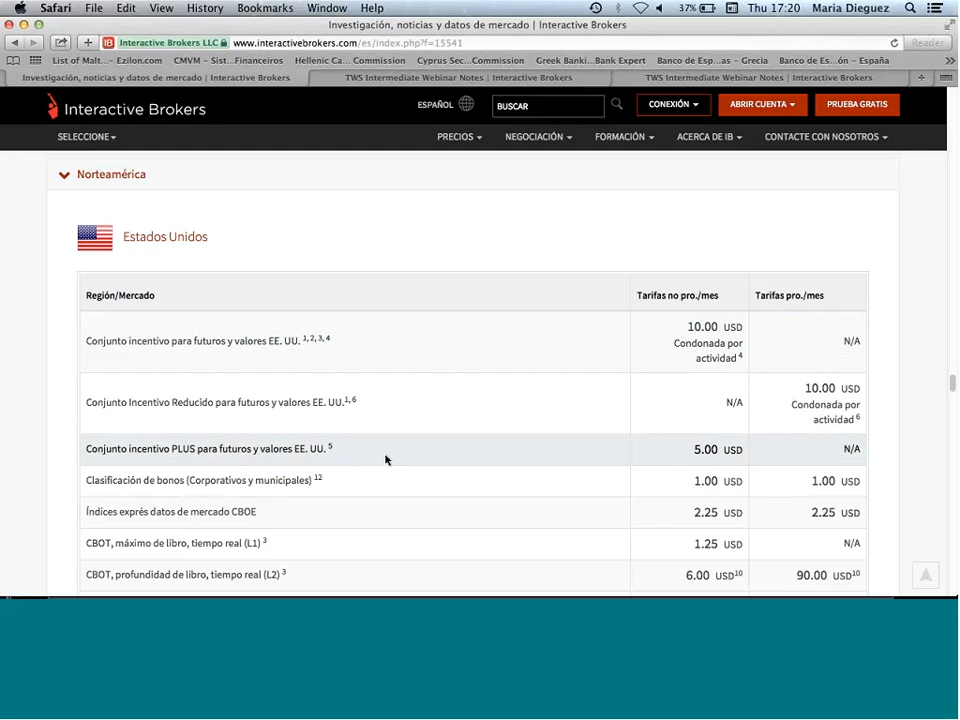 Safari File Edit View History Bookmarks Window Help 37% Thu 17:20 Maria Dieguez
Investigación, noticias y datos de mercado | Interactive Brokers
Interactive Brokers LLC www.interactivebrokers.com/es/index.php?f=15541 Reader
List of Malt...– Ezilon.com CMVM – Sist...Financeiros Hellenic Ca... Commission Cyprus Sec...Commission Greek Banki...Bank Expert Banco de Esp...as – Grecia Banco de Es...ón – España
Investigación, noticias y datos de mercado | Interactive Brokers TWS Intermediate Webinar Notes | Interactive Brokers TWS Intermediate Webinar Notes | Interactive Brokers
Interactive Brokers ESPAÑOL BUSCAR CONEXIÓN ABRIR CUENTA PRUEBA GRATIS
SELECCIONE PRECIOS NEGOCIACIÓN FORMACIÓN ACERCA DE IB CONTACTE CON NOSOTROS
Norteamérica
Estados Unidos
Región/Mercado Tarifas no pro./mes Tarifas pro./mes
Conjunto incentivo para futuros y valores EE. UU. 1, 2, 3, 4 10.00 USD Condonada por actividad 4 N/A
Conjunto Incentivo Reducido para futuros y valores EE. UU.1, 6 N/A 10.00 USD Condonada por actividad 6
Conjunto incentivo PLUS para futuros y valores EE. UU. 5 5.00 USD N/A
Clasificación de bonos (Corporativos y municipales) 12 1.00 USD 1.00 USD
Índices exprés datos de mercado CBOE 2.25 USD 2.25 USD
CBOT, máximo de libro, tiempo real (L1) 3 1.25 USD N/A
CBOT, profundidad de libro, tiempo real (L2) 3 6.00 USD10 90.00 USD10